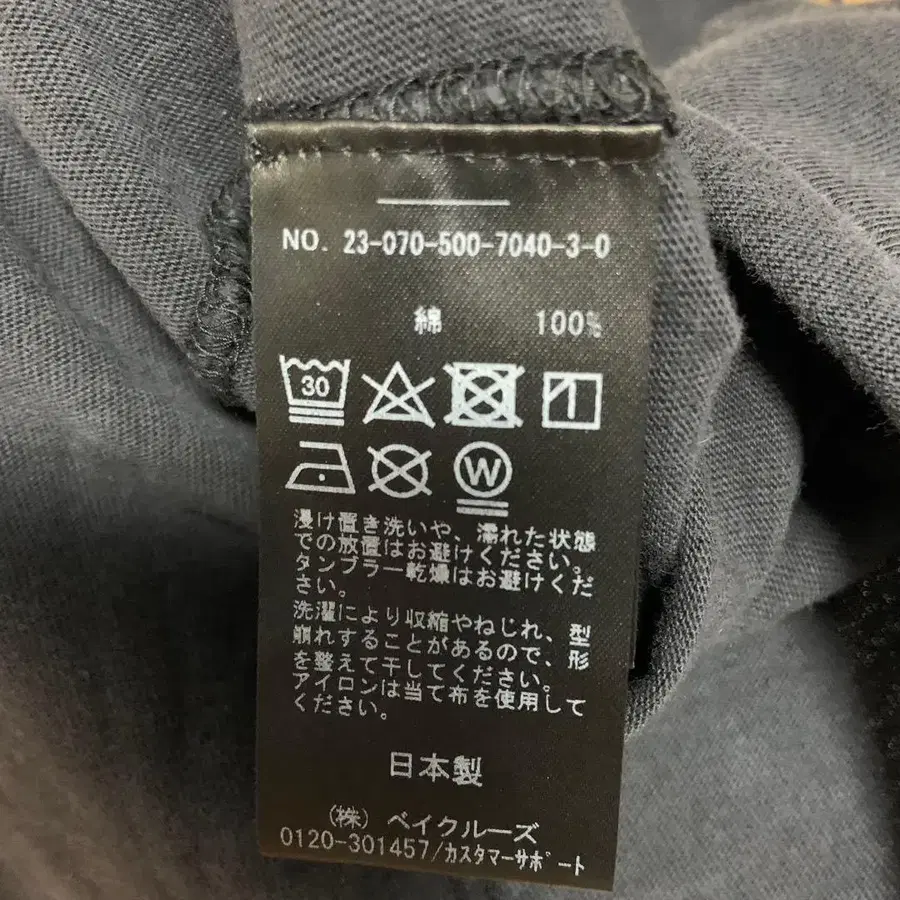 NO. 23-070-500-7040-3-0
綿 100%
30
W
浸け置き洗いや、濡れた状態
での放置はお避けください。
タンブラー乾燥はお避けくだ
さい。
洗濯により収縮やねじれ、型
崩れすることがあるので、形
を整えて干してください。
アイロンは当て布を使用して
ください。
日本製
(株) ベイクルーズ
0120-301457/カスタマーサポート